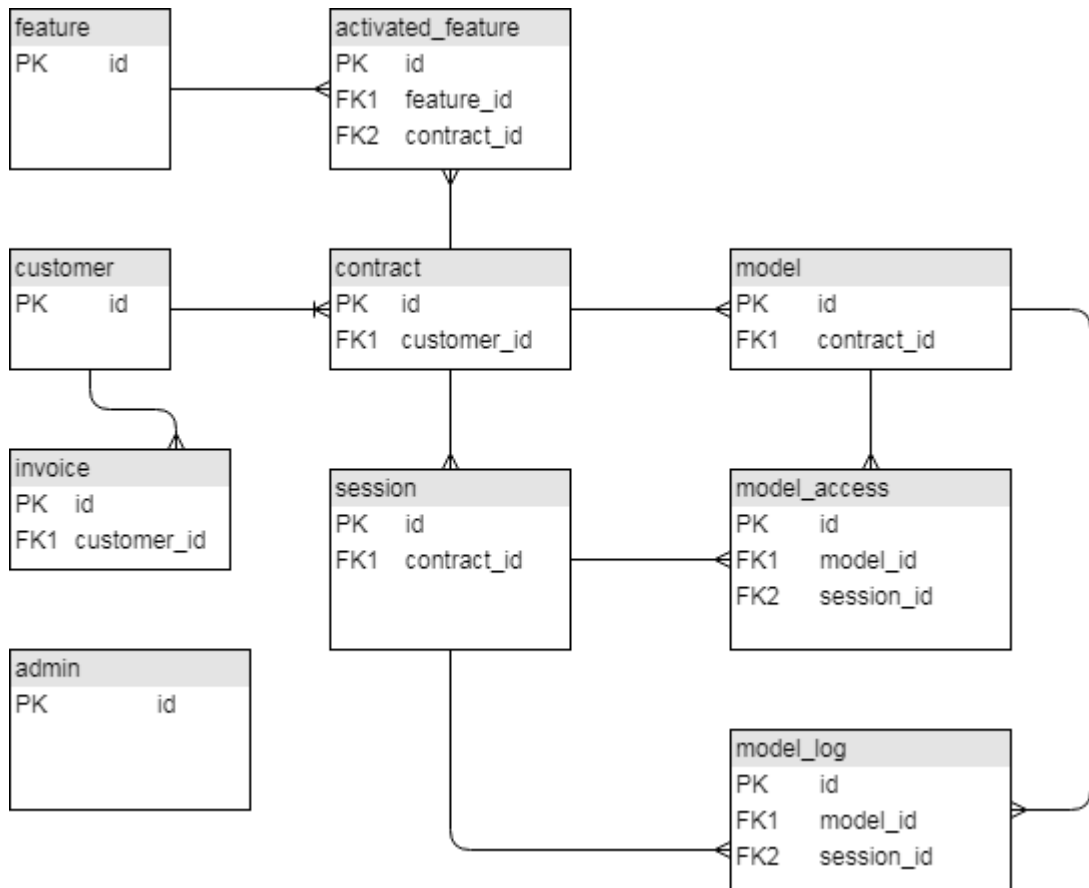 feature
PK id
activated_feature
PK id
FK1 feature_id
FK2 contract_id
customer
PK id
contract
PK id
FK1 customer_id
model
PK id
FK1 contract_id
invoice
PK id
FK1 customer_id
session
PK id
FK1 contract_id
model_access
PK id
FK1 model_id
FK2 session_id
admin
PK id
model_log
PK id
FK1 model_id
FK2 session_id